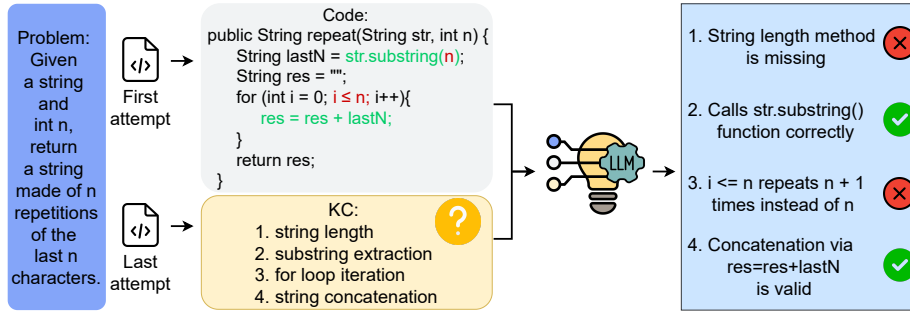 Problem:
Given
a string
and
int n,
return
a string
made of n
repetitions
of the
last n
characters.
</>
First
attempt
</>
Last
attempt
Code:
public String repeat(String str, int n) {
String lastN = str.substring(n);
String res = "";
for (int i = 0; i ≤ n; i++){
res = res + lastN;
}
return res;
}
KC:
?
1. string length
2. substring extraction
3. for loop iteration
4. string concatenation
LLM
1. String length method
is missing
2. Calls str.substring()
function correctly
3. i <= n repeats n + 1
times instead of n
4. Concatenation via
res=res+lastN
is valid